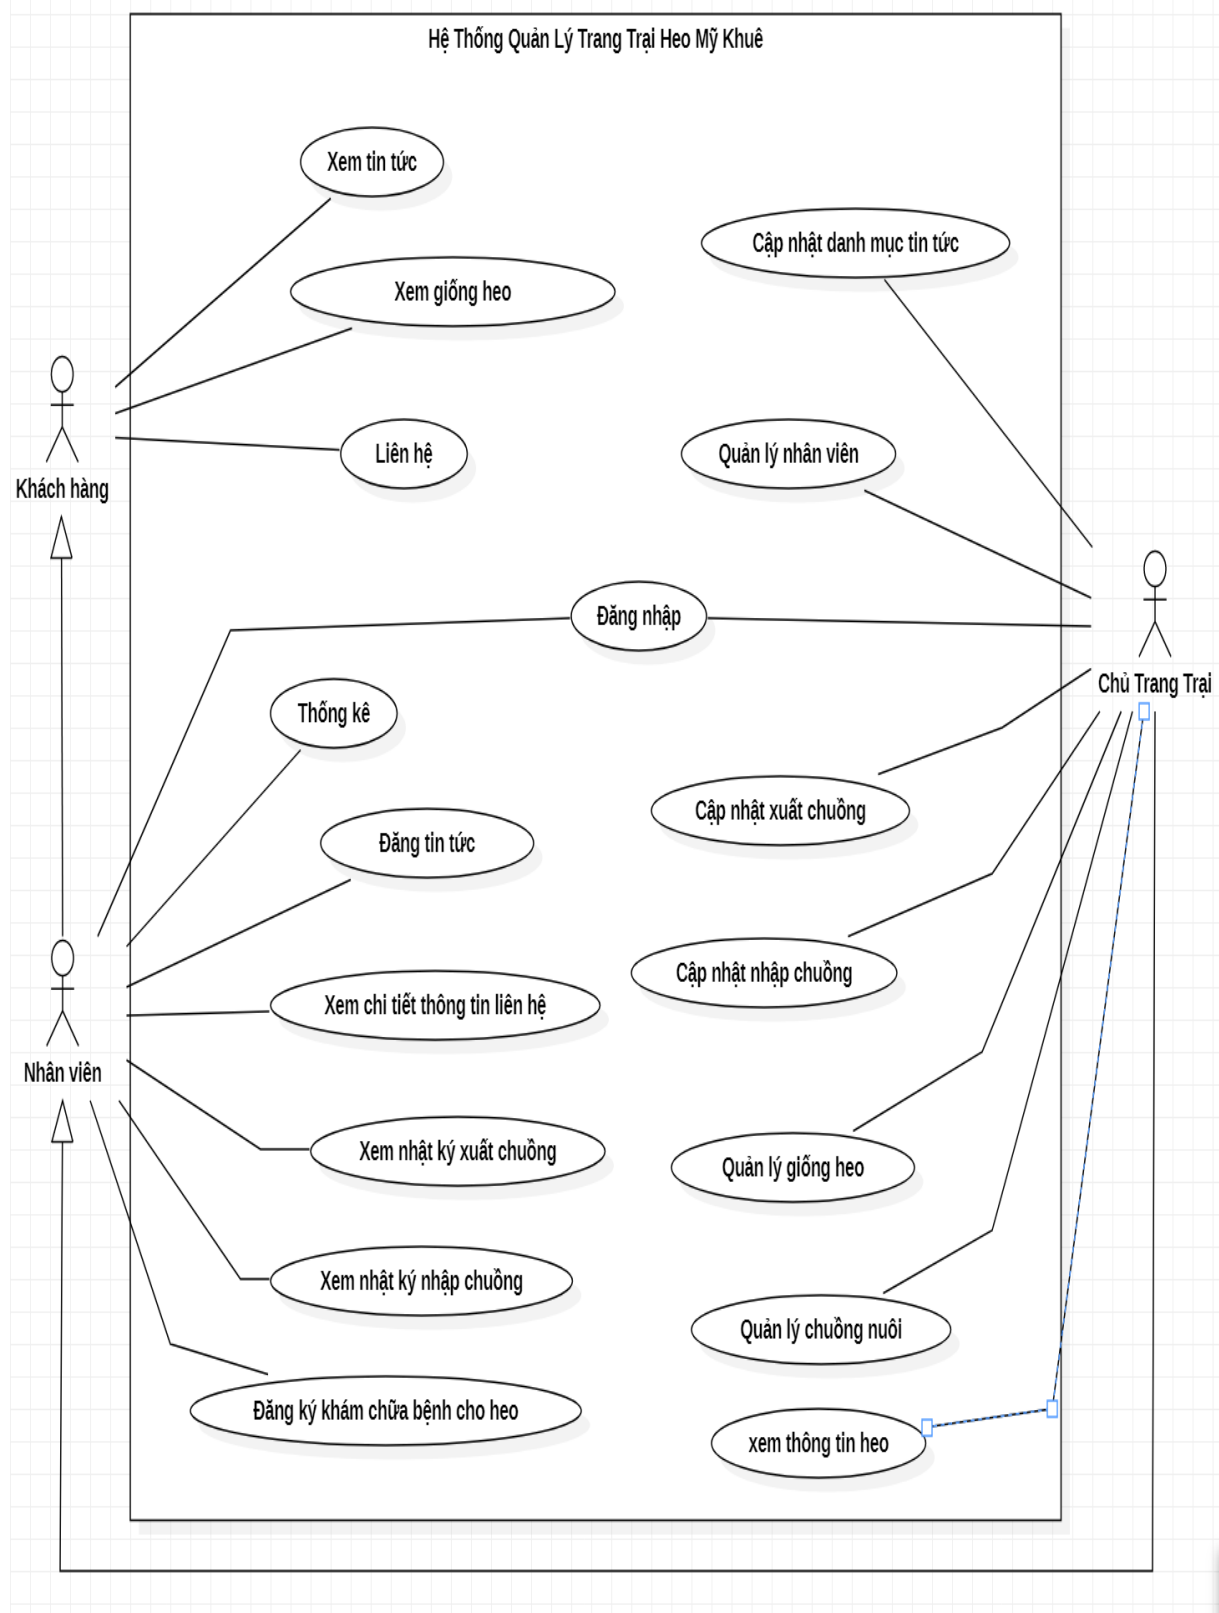 Hệ Thống Quản Lý Trang Trại Heo Mỹ Khuê
Xem tin tức
Cập nhật danh mục tin tức
Xem giống heo
Liên hệ
Quản lý nhân viên
Khách hàng
Đăng nhập
Chủ Trang Trại
Thống kê
Cập nhật xuất chuồng
Đăng tin tức
Cập nhật nhập chuồng
Xem chi tiết thông tin liên hệ
Nhân viên
Xem nhật ký xuất chuồng
Quản lý giống heo
Xem nhật ký nhập chuồng
Quản lý chuồng nuôi
Đăng ký khám chữa bệnh cho heo
xem thông tin heo